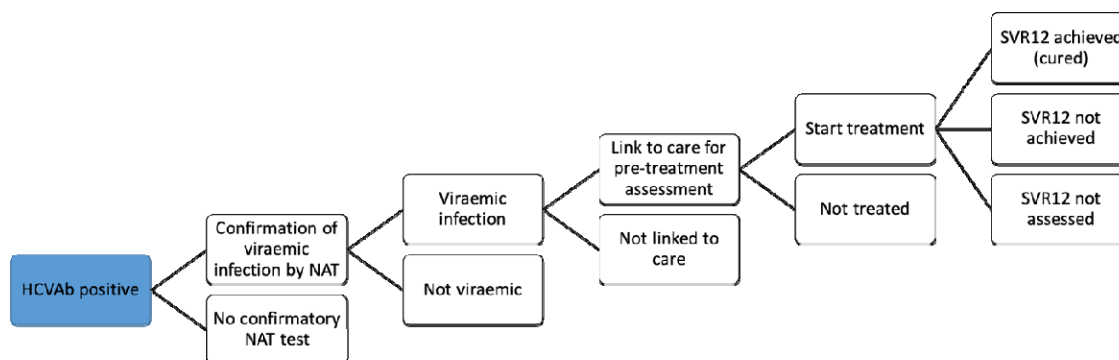 HCVAb positive
Confirmation of
viraemic
infection by NAT
No confirmatory
NAT test
Viraemic
infection
Not viraemic
Link to care for
pre-treatment
assessment
Not linked to
care
Start treatment
Not treated
SVR12 achieved
(cured)
SVR12 not
achieved
SVR12 not
assessed